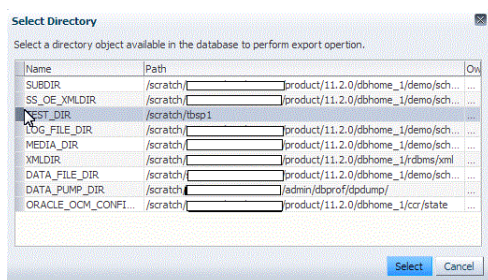 Select Directory
Select a directory object available in the database to perform export opertion.
Name Path Ow
SUBDIR /scratch/ product/11.2.0/dbhome_1/demo/sch... ...
SS_OE_XMLDIR /scratch/ /product/11.2.0/dbhome_1/demo/sch... ...
TEST_DIR /scratch/tbsp1 ...
LOG_FILE_DIR /scratch/ product/11.2.0/dbhome_1/demo/sch... ...
MEDIA_DIR /scratch/ product/11.2.0/dbhome_1/demo/sch... ...
XMLDIR /scratch/ product/11.2.0/dbhome_1/rdbms/xml ...
DATA_FILE_DIR /scratch/ product/11.2.0/dbhome_1/demo/sch... ...
DATA_PUMP_DIR /scratch/ /admin/dbprof/dpdump/ ...
ORACLE_OCM_CONFI... /scratch/ product/11.2.0/dbhome_1/ccr/state ...
Select Cancel